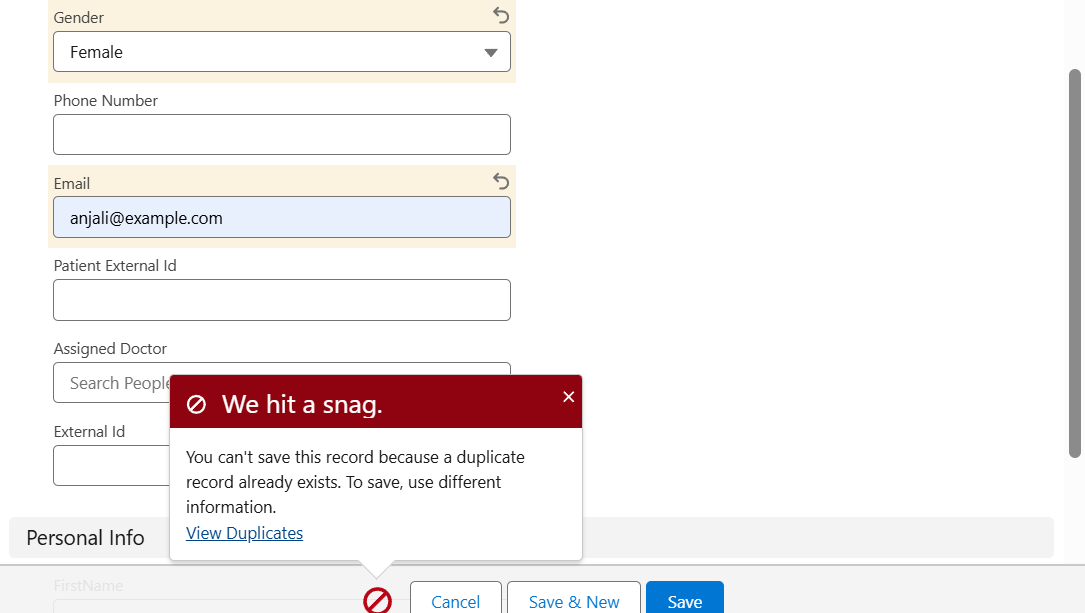 Gender
Female
Phone Number
Email
anjali@example.com
Patient External Id
Assigned Doctor
Search People
We hit a snag.
External Id
You can't save this record because a duplicate
record already exists. To save, use different
information.
View Duplicates
Personal Info
FirstName
Cancel
Save & New
Save